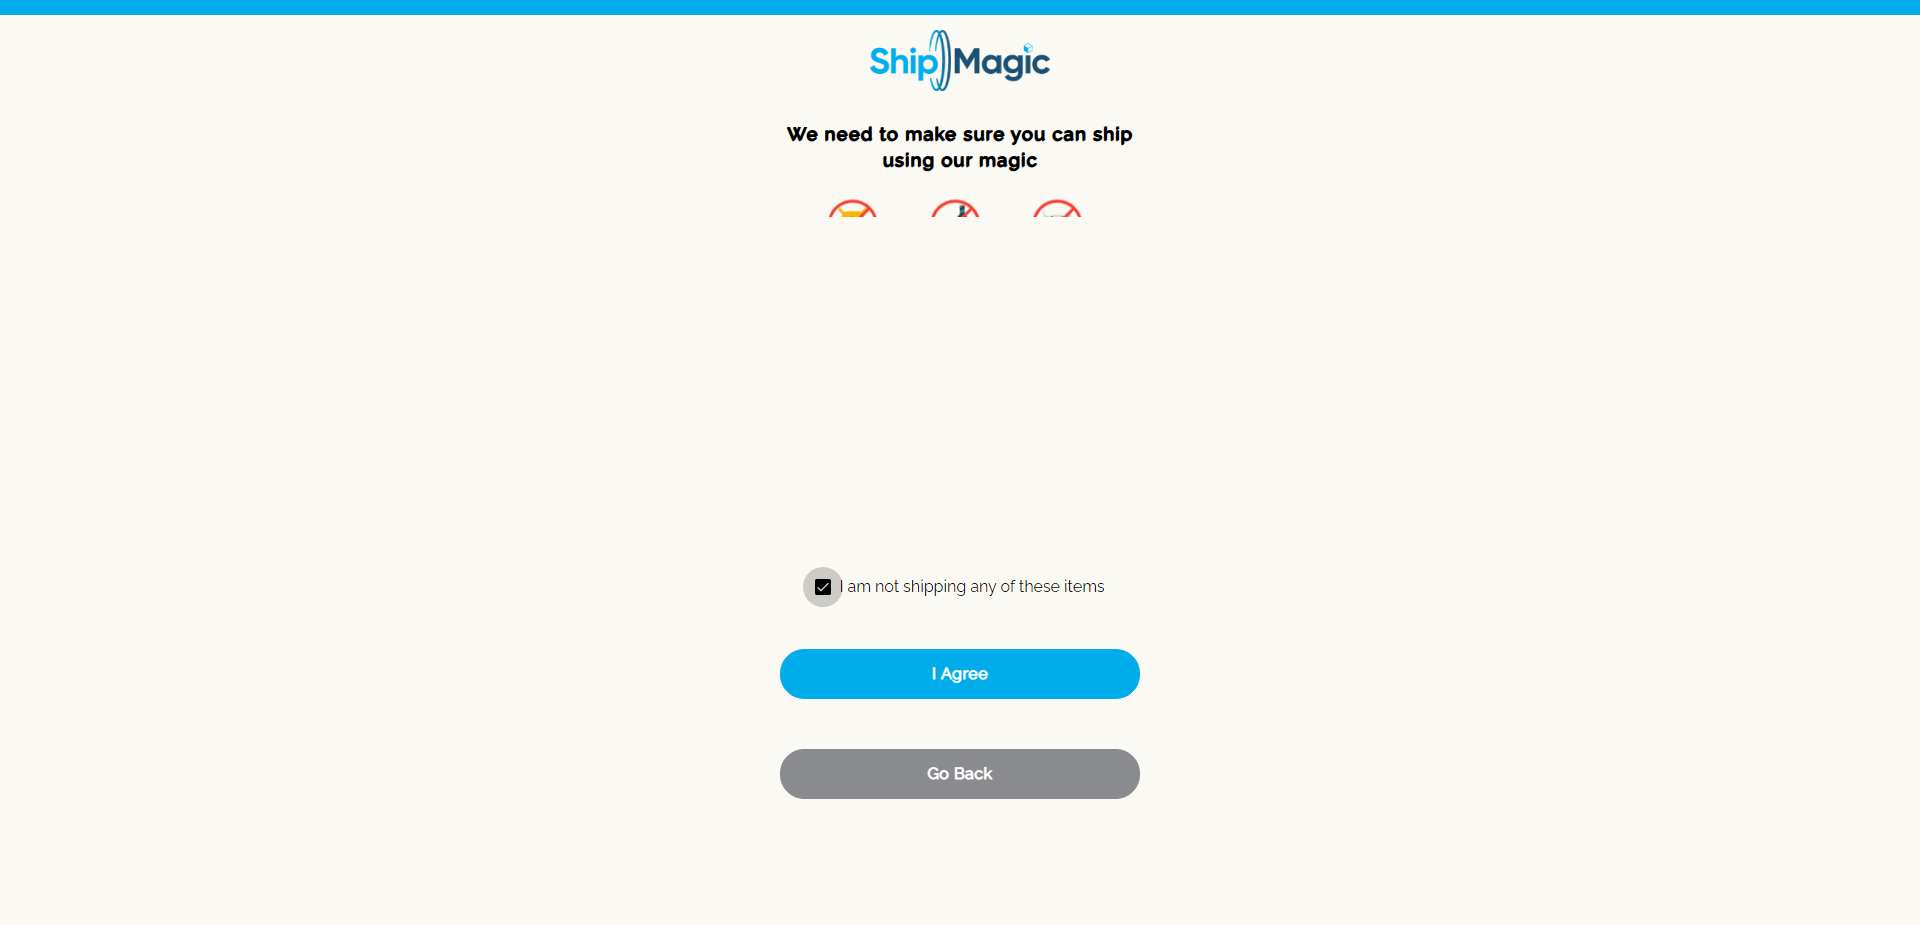 Ship Magic
We need to make sure you can ship
using our magic
I am not shipping any of these items
I Agree
Go Back